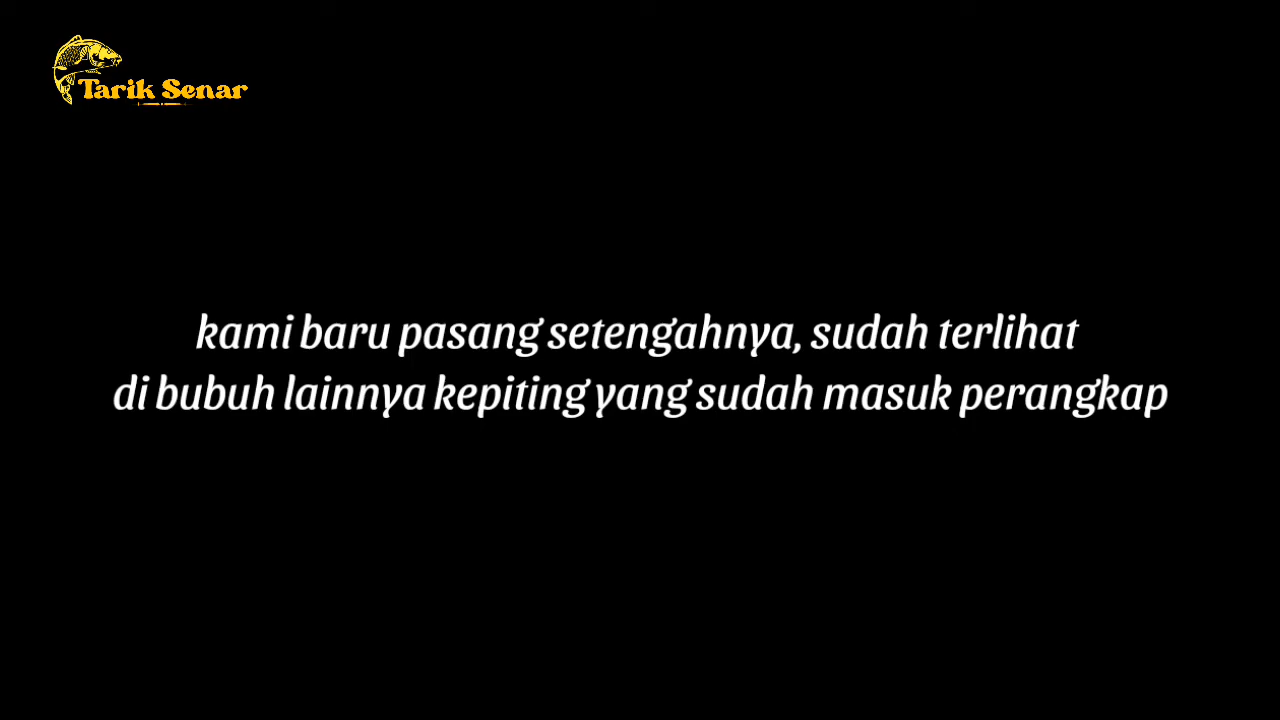 Tarik Senar
kami baru pasang setengahnya, sudah terlihat
di bubuh lainnya kepiting yang sudah masuk perangkap